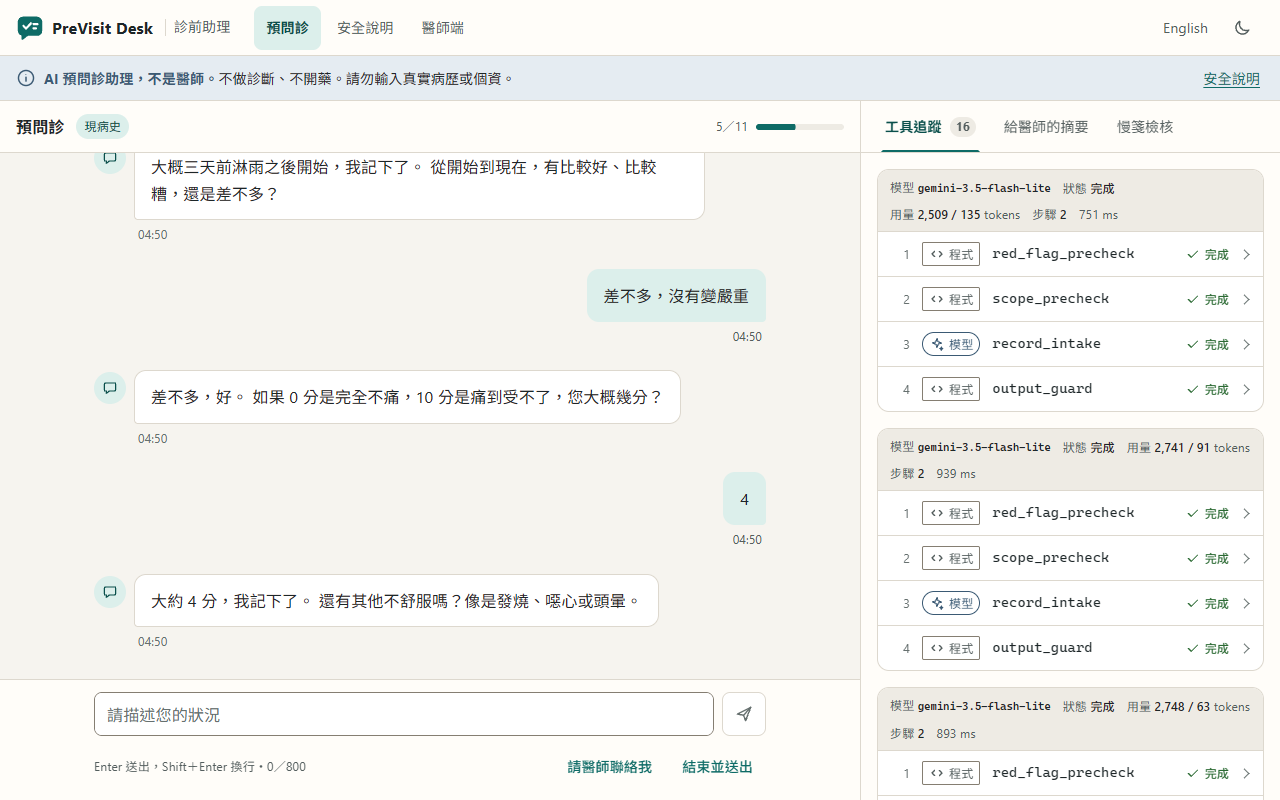 PreVisit Desk 診前助理 預問診 安全說明 醫師端 English
AI 預問診助理，不是醫師。不做診斷、不開藥。請勿輸入真實病歷或個資。 安全說明
預問診 現病史 5／11
大概三天前淋雨之後開始，我記下了。 從開始到現在，有比較好、比較
糟，還是差不多？
04:50
差不多，沒有變嚴重
04:50
差不多，好。 如果 0 分是完全不痛，10 分是痛到受不了，您大概幾分？
04:50
4
04:50
大約 4 分，我記下了。 還有其他不舒服嗎？像是發燒、噁心或頭暈。
04:50
請描述您的狀況
Enter 送出，Shift＋Enter 換行・0／800
請醫師聯絡我 結束並送出
工具追蹤 16 給醫師的摘要 慢箋檢核
模型 gemini-3.5-flash-lite 狀態 完成
用量 2,509 / 135 tokens 步驟 2 751 ms
1 程式 red_flag_precheck 完成
2 程式 scope_precheck 完成
3 模型 record_intake 完成
4 程式 output_guard 完成
模型 gemini-3.5-flash-lite 狀態 完成 用量 2,741 / 91 tokens
步驟 2 939 ms
1 程式 red_flag_precheck 完成
2 程式 scope_precheck 完成
3 模型 record_intake 完成
4 程式 output_guard 完成
模型 gemini-3.5-flash-lite 狀態 完成 用量 2,748 / 63 tokens
步驟 2 893 ms
1 程式 red_flag_precheck 完成